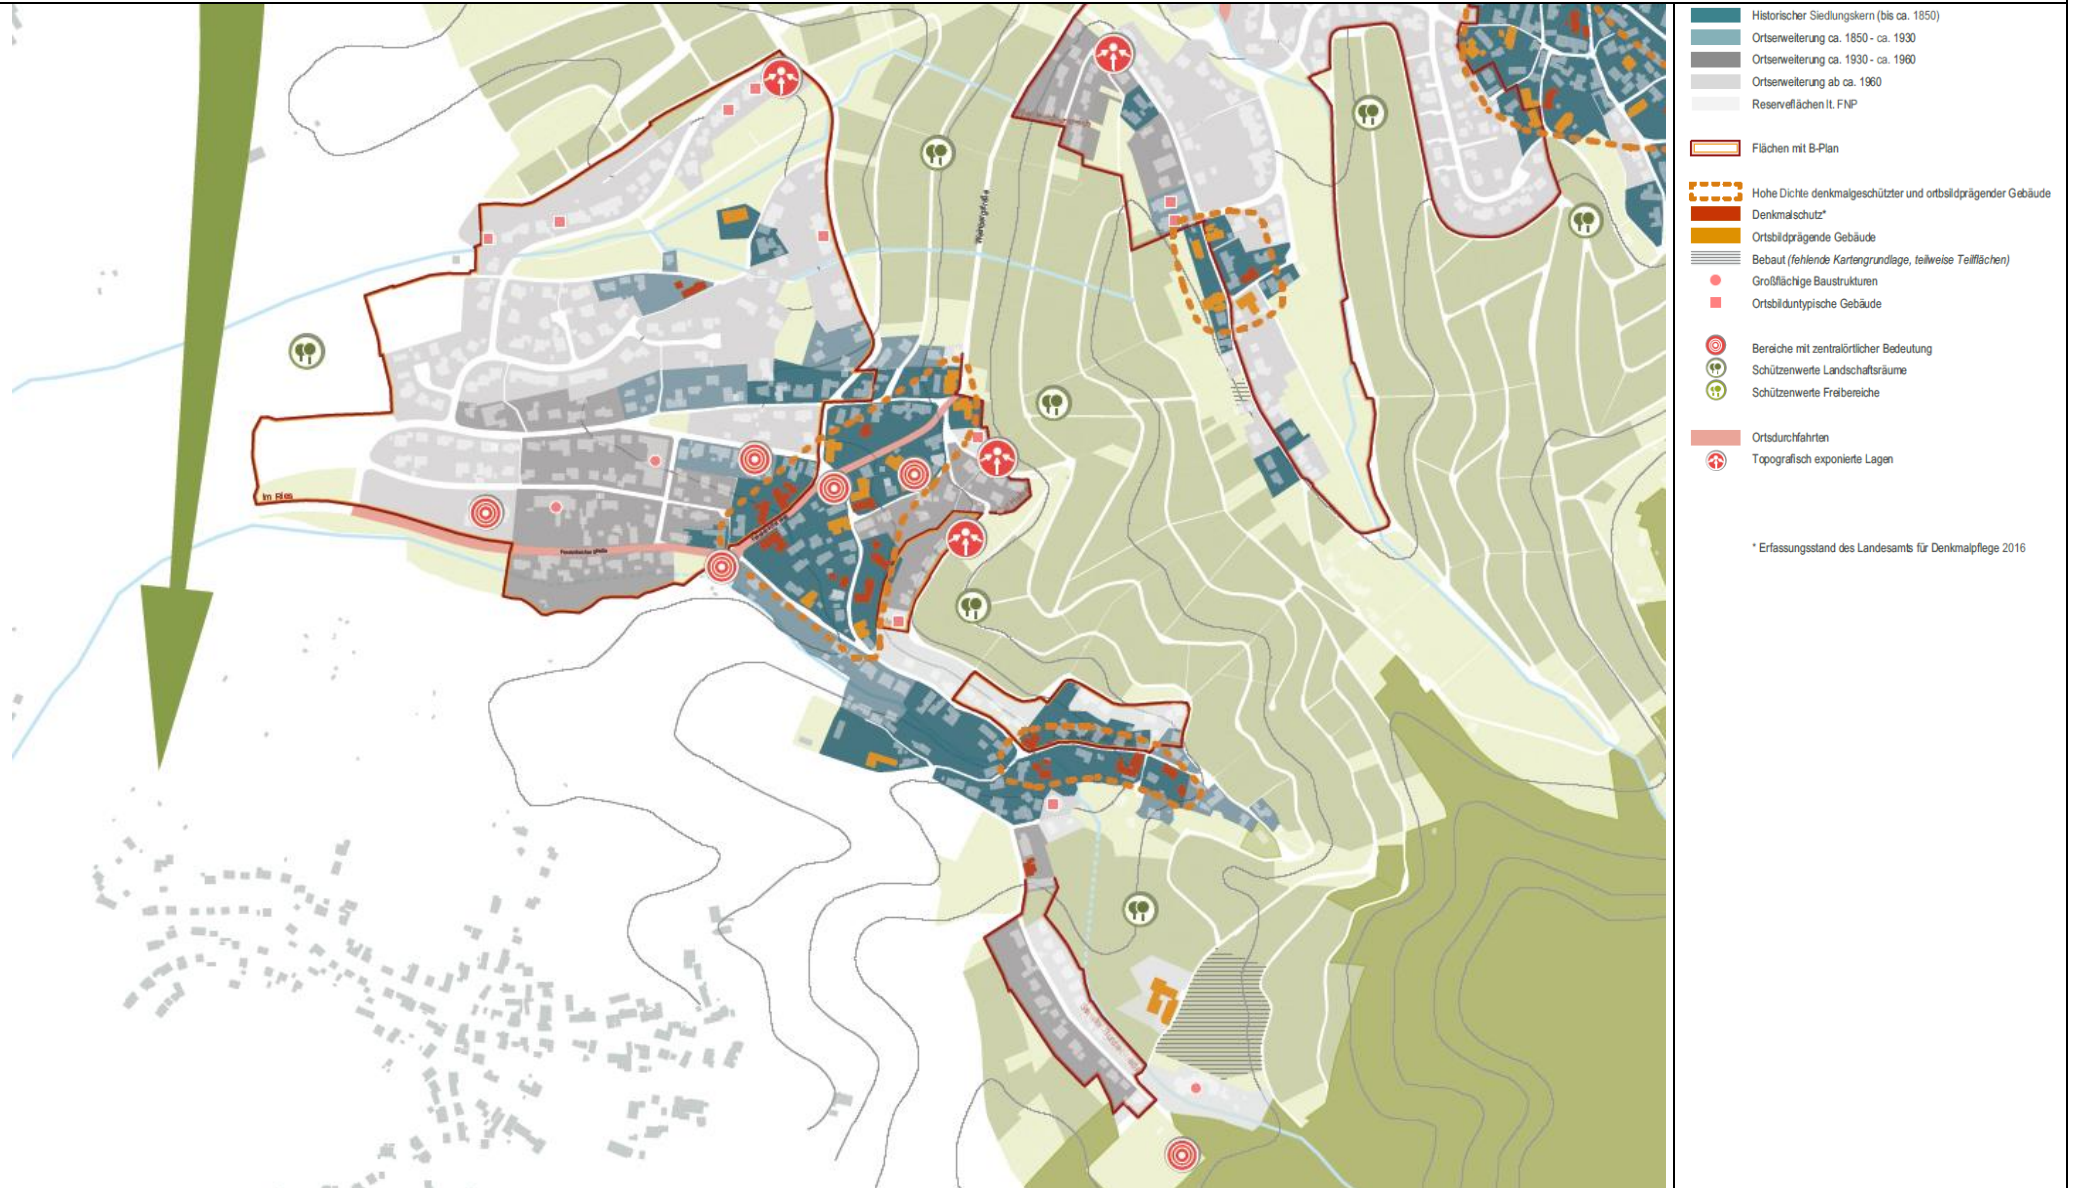 Historischer Siedlungskern (bis ca. 1850)
Ortserweiterung ca. 1850 - ca. 1930
Ortserweiterung ca. 1930 - ca. 1960
Ortserweiterung ab ca. 1960
Reserveflächen lt. FNP
Flächen mit B-Plan
Hohe Dichte denkmalgeschützter und ortbildprägender Gebäude
Denkmalschutz*
Ortsbildprägende Gebäude
Bebaut (fehlende Kartengrundlage, teilweise Teilflächen)
Großflächige Baustrukturen
Ortsbilduntypische Gebäude
Bereiche mit zentralörtlicher Bedeutung
Schützenwerte Landschaftsräume
Schützenwerte Freibereiche
Ortsdurchfahrten
Topografisch exponierte Lagen
* Erfassungsstand des Landesamts für Denkmalpflege 2016
Weinbergstraße
Im Ries